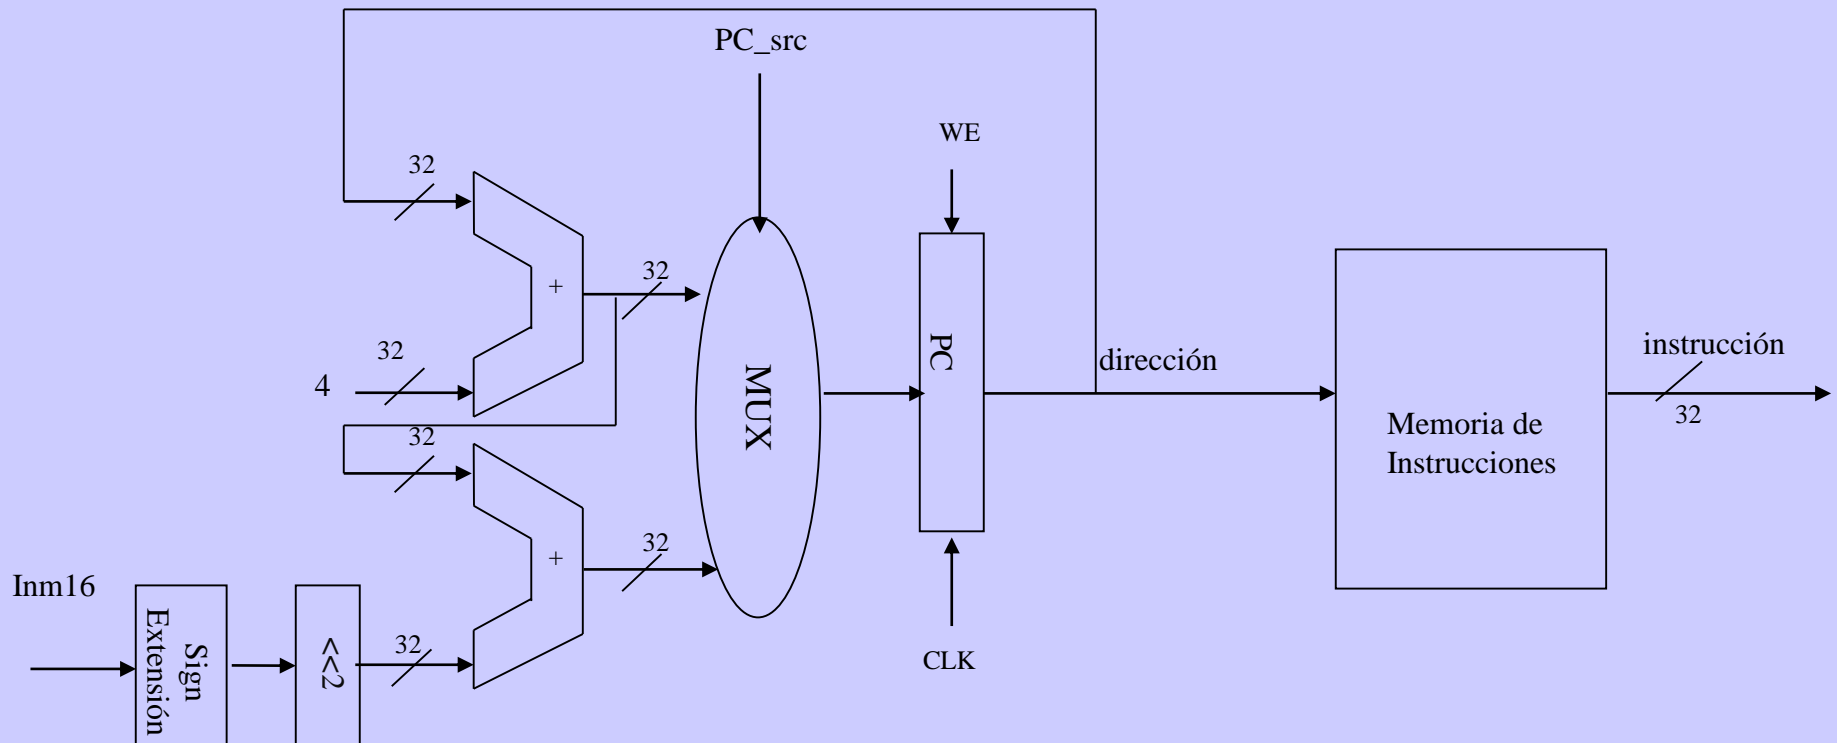 PC_src
WE
32
32
+
32
4
PC
MUX
dirección
instrucción
32
Memoria de
Instrucciones
32
32
+
Inm16
Sign
Extensión
<<2
32
CLK